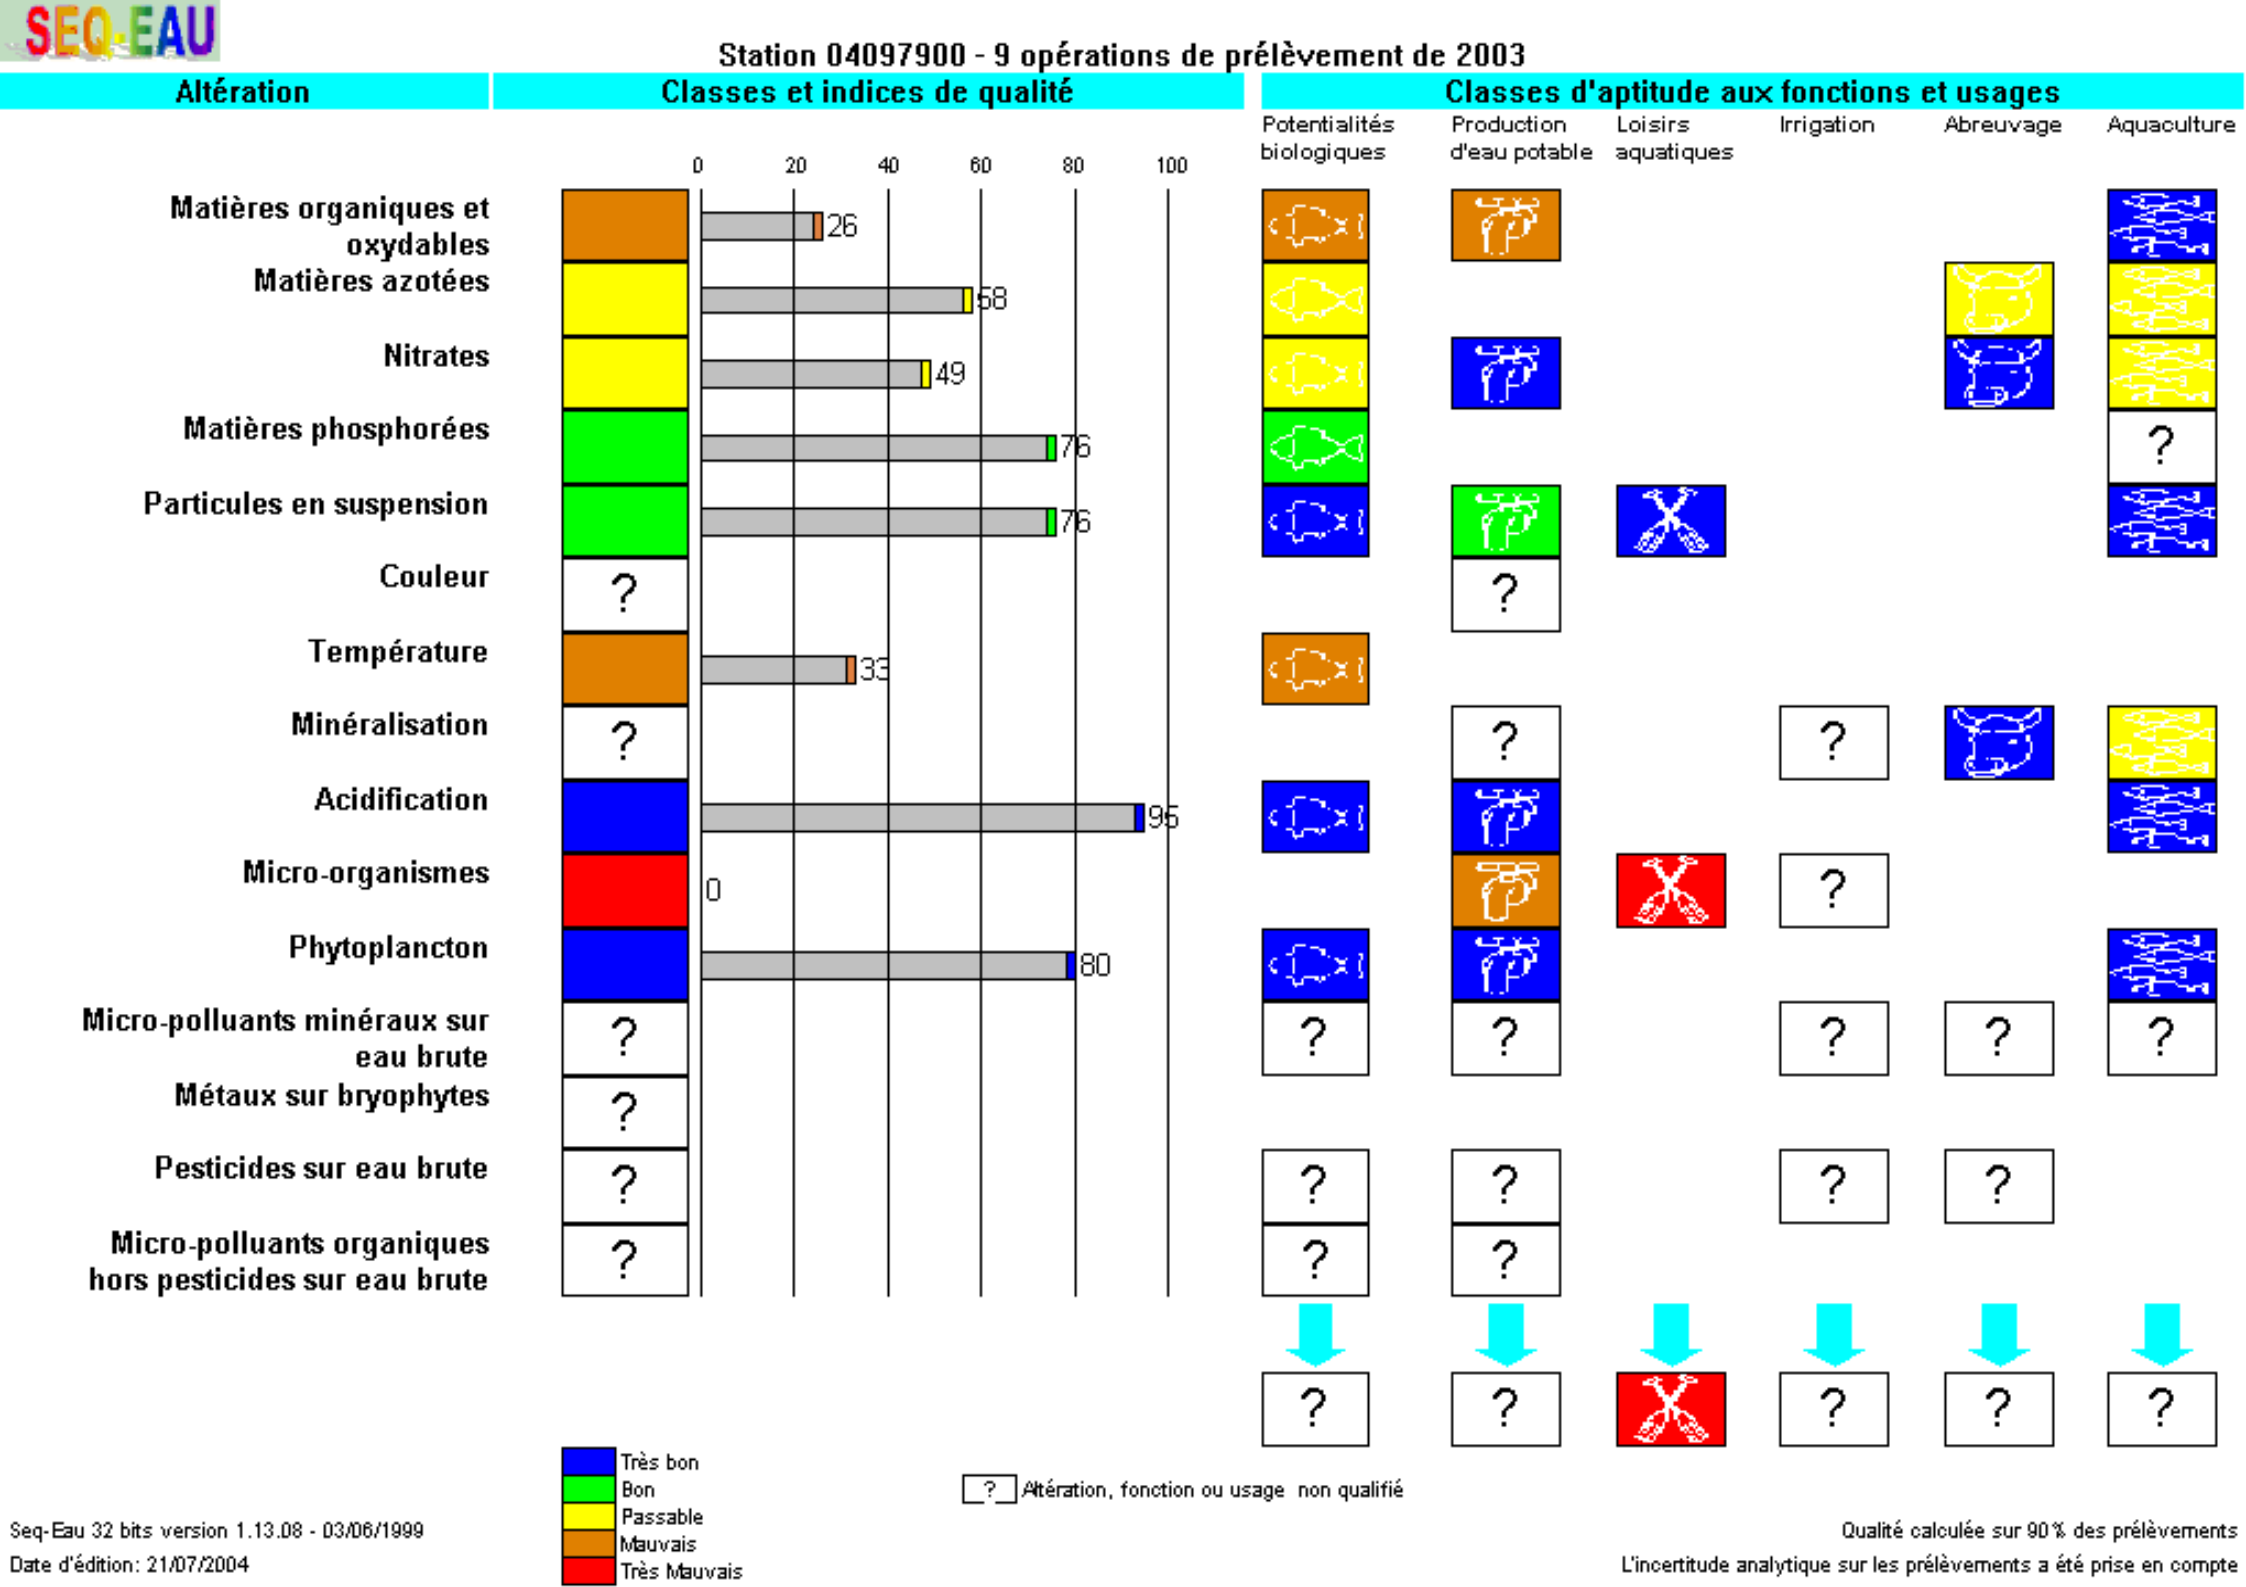 SEQ-EAU
Station 04097900 - 9 opérations de prélèvement de 2003
Altération
Classes et indices de qualité
Classes d'aptitude aux fonctions et usages
Potentialités biologiques
Production d'eau potable
Loisirs aquatiques
Irrigation
Abreuvage
Aquaculture
0 20 40 60 80 100
Matières organiques et
oxydables
26
Matières azotées
58
Nitrates
49
Matières phosphorées
76
?
Particules en suspension
76
Couleur
? ?
Température
33
Minéralisation
? ? ?
Acidification
95
Micro-organismes
0 ?
Phytoplancton
80
Micro-polluants minéraux sur
eau brute
? ? ? ? ? ?
Métaux sur bryophytes
?
Pesticides sur eau brute
? ? ? ? ?
Micro-polluants organiques
hors pesticides sur eau brute
? ? ?
? ? ? ? ?
Très bon
Bon
Passable
Mauvais
Très Mauvais
? Altération, fonction ou usage non qualifié
Seq-Eau 32 bits version 1.13.08 - 03/06/1999
Date d'édition: 21/07/2004
Qualité calculée sur 90% des prélèvements
L'incertitude analytique sur les prélèvements a été prise en compte